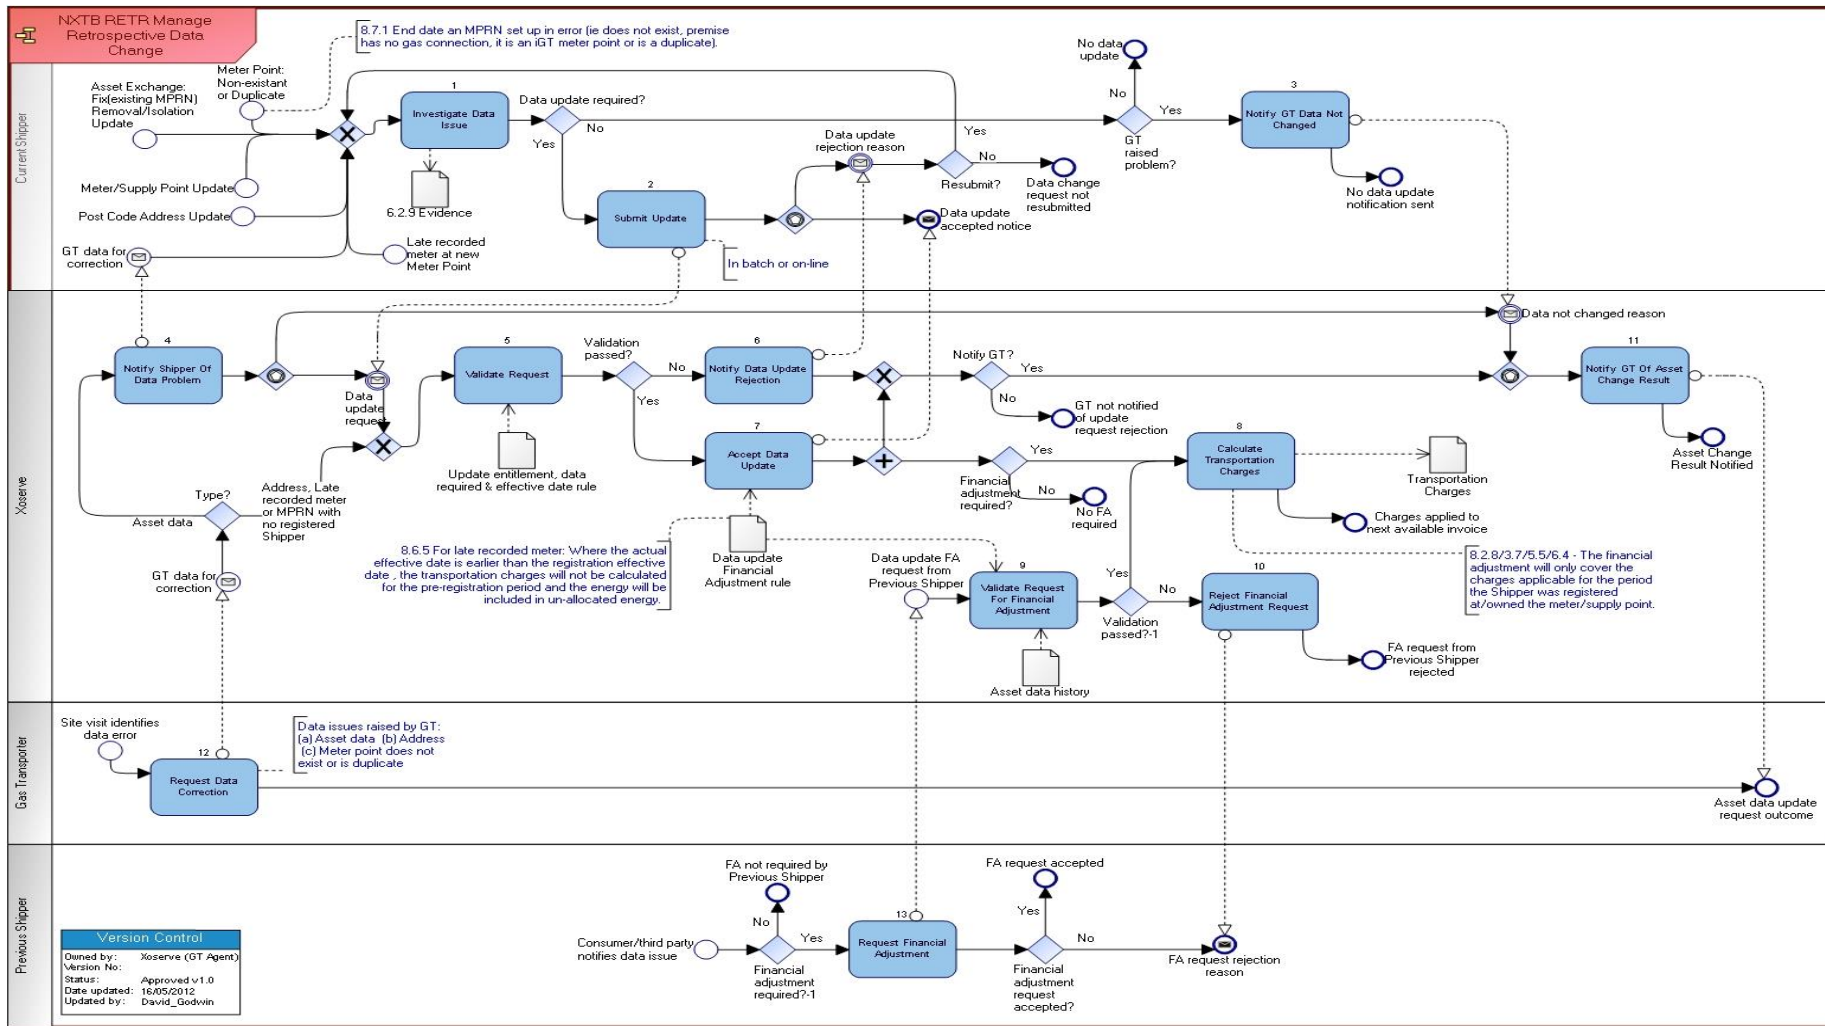 NXTB RETR Manage
Retrospective Data
Change
8.7.1 End date an MPRN set up in error (ie does not exist, premise
has no gas connection, it is an iGT meter point or is a duplicate).
Current Shipper
Asset Exchange:
Fix(existing MPRN)
Removal/Isolation
Update
Meter Point:
Non-existant
or Duplicate
Meter/Supply Point Update
Post Code Address Update
GT data for
correction
Late recorded
meter at new
Meter Point
1
Investigate Data
Issue
6.2.9 Evidence
Data update required?
No
Yes
2
Submit Update
In batch or on-line
Data update
rejection reason
Data update
accepted notice
Yes
No
Resubmit?
Data change
request not
resubmitted
No data
update
No
Yes
GT
raised
problem?
3
Notify GT Data Not
Changed
No data update
notification sent
Xoserve
4
Notify Shipper Of
Data Problem
Data
update
request
Type?
Asset data
Address, Late
recorded meter
or MPRN with
no registered
Shipper
GT data for
correction
5
Validate Request
Update entitlement, data
required & effective date rule
Validation
passed?
No
Yes
6
Notify Data Update
Rejection
7
Accept Data
Update
Notify GT?
Yes
No
GT not notified
of update
request rejection
Data not changed reason
11
Notify GT Of Asset
Change Result
Asset Change
Result Notified
Yes
No
Financial
adjustment
required?
No FA
required
8
Calculate
Transportation
Charges
Transportation
Charges
Charges applied to
next available invoice
8.6.5 For late recorded meter: Where the actual
effective date is earlier than the registration effective
date , the transportation charges will not be calculated
for the pre-registration period and the energy will be
included in un-allocated energy.
Data update
Financial
Adjustment rule
Data update FA
request from
Previous Shipper
9
Validate Request
For Financial
Adjustment
Asset data history
Yes
No
Validation
passed?-1
10
Reject Financial
Adjustment Request
FA request from
Previous Shipper
rejected
8.2.8/3.7/5.5/6.4 - The financial
adjustment will only cover the
charges applicable for the period
the Shipper was registered
at/owned the meter/supply point.
Gas Transporter
Site visit identifies
data error
12
Request Data
Correction
Data issues raised by GT:
(a) Asset data (b) Address
(c) Meter point does not
exist or is duplicate
Asset data update
request outcome
Previous Shipper
Version Control
Owned by: Xoserve (GT Agent)
Version No:
Status: Approved v1.0
Date updated: 16/05/2012
Updated by: David_Godwin
Consumer/third party
notifies data issue
FA not required by
Previous Shipper
No
Yes
Financial
adjustment
required?-1
13
Request Financial
Adjustment
FA request accepted
Yes
No
Financial
adjustment
request
accepted?
FA request rejection
reason